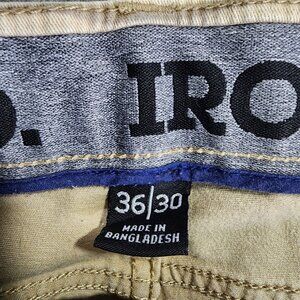 . IRO
36|30
MADE IN
BANGLADESH